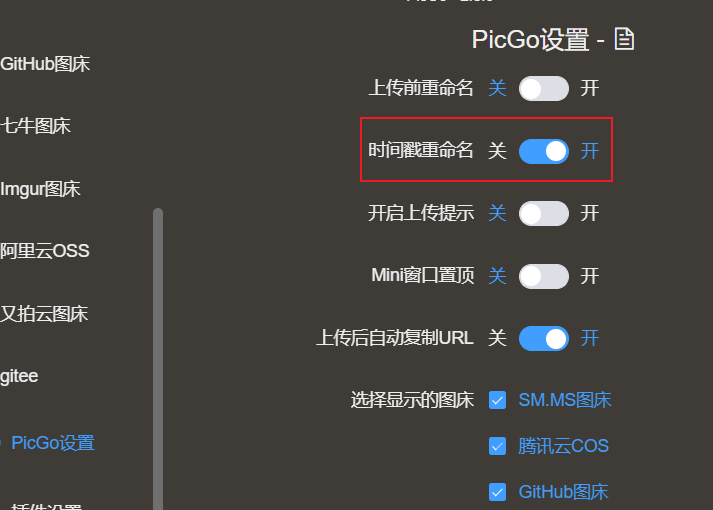 PicGo设置 -
GitHub图床
上传前重命名 关 开
七牛图床
时间戳重命名 关 开
Imgur图床
开启上传提示 关 开
阿里云OSS
Mini窗口置顶 关 开
又拍云图床
上传后自动复制URL 关 开
gitee
选择显示的图床 SM.MS图床
PicGo设置
腾讯云COS
GitHub图床
插件设置